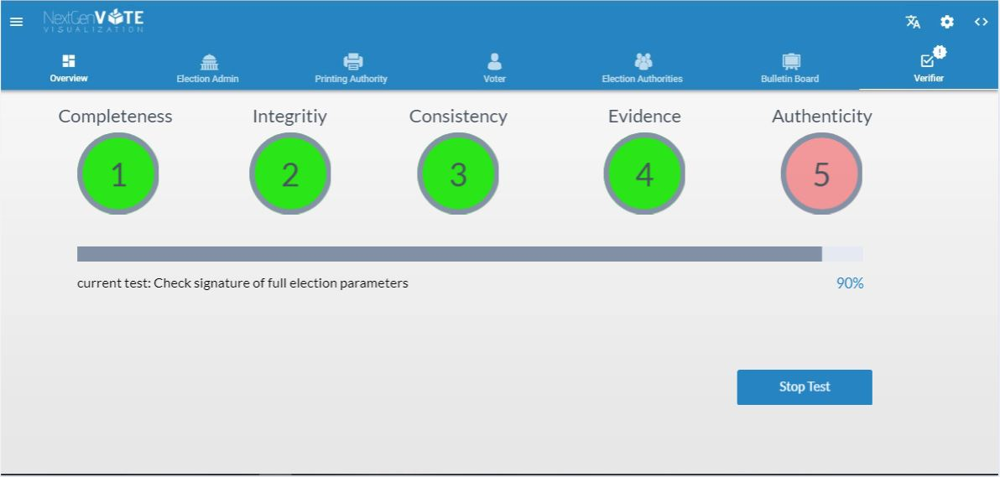 NextGenVOTE
VISUALIZATION
Overview
Election Admin
Printing Authority
Voter
Election Authorities
Bulletin Board
Verifier
Completeness
Integritiy
Consistency
Evidence
Authenticity
1
2
3
4
5
current test: Check signature of full election parameters
90%
Stop Test